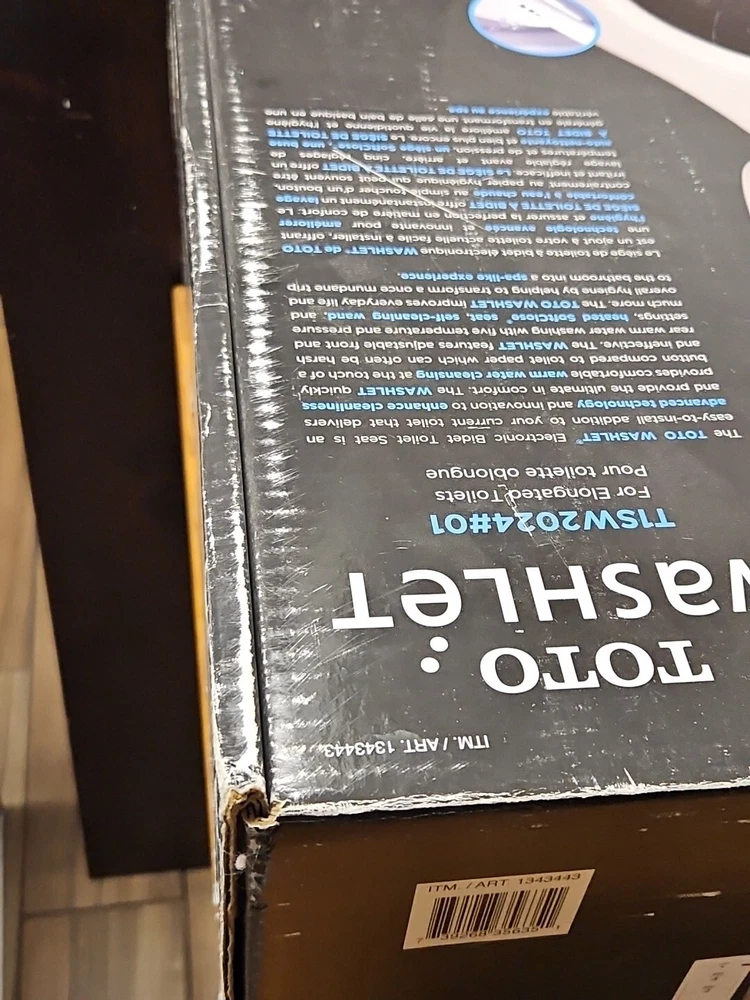 ITM. / ART. 1343443
TOTO
WaSHLeT
T1SW2024#01
For Elongated Toilets
Pour toilette oblongue
The TOTO WASHLET® Electronic Bidet Toilet Seat is an
easy-to-install addition to your current toilet that delivers
advanced technology and innovation to enhance cleanliness
and provide the ultimate in comfort. The WASHLET quickly
provides comfortable warm water cleansing at the touch of a
button compared to toilet paper which can often be harsh
and ineffective. The WASHLET features adjustable front and
rear warm water washing with five temperature and pressure
settings, heated SoftClose® seat, self-cleaning wand, and
much more. The TOTO WASHLET improves everyday life and
overall hygiene by helping to transform a once mundane trip
to the bathroom into a spa-like experience.
Le siège de toilette à bidet électronique WASHLET® de TOTO
est un ajout à votre toilette actuelle facile à installer, offrant
une technologie avancée et innovante pour améliorer
l'hygiène et assurer la perfection en matière de confort. Le
SIÈGE DE TOILETTE À BIDET offre instantanément un lavage
confortable à l'eau chaude au simple toucher d'un bouton,
contrairement au papier hygiénique qui peut souvent être
irritant et inefficace. Le SIÈGE DE TOILETTE À BIDET offre un
lavage réglable avant et arrière, cinq réglages de
température et de pression, un siège SoftClose®, une buse
auto-nettoyante et bien plus encore. Le SIÈGE DE TOILETTE
À BIDET TOTO améliore la vie quotidienne et l'hygiène
générale en transformant une salle de bain basique en une
véritable expérience au spa.
ITM. / ART. 1343443
7 39268 35635 1